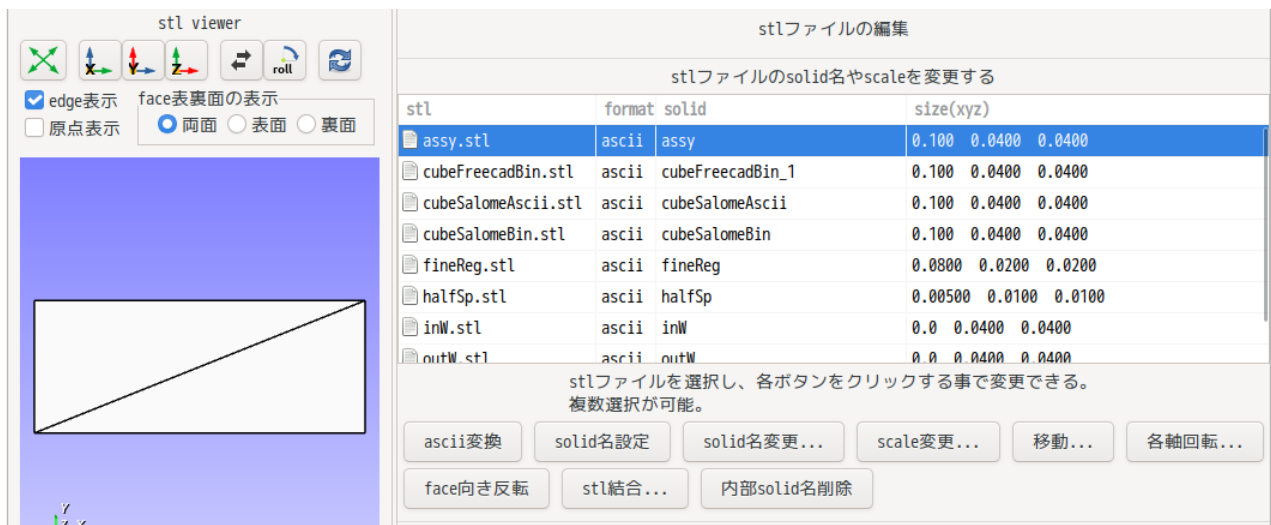 stl viewer
X Y Z roll
edge表示
原点表示
face表裏面の表示
両面 表面 裏面
Y
Z X
stlファイルの編集
stlファイルのsolid名やscaleを変更する
stl format solid size(xyz)
assy.stl ascii assy 0.100 0.0400 0.0400
cubeFreecadBin.stl ascii cubeFreecadBin_1 0.100 0.0400 0.0400
cubeSalomeAscii.stl ascii cubeSalomeAscii 0.100 0.0400 0.0400
cubeSalomeBin.stl ascii cubeSalomeBin 0.100 0.0400 0.0400
fineReg.stl ascii fineReg 0.0800 0.0200 0.0200
halfSp.stl ascii halfSp 0.00500 0.0100 0.0100
inW.stl ascii inW 0.0 0.0400 0.0400
outW.stl ascii outW 0.0 0.0400 0.0400
stlファイルを選択し、各ボタンをクリックする事で変更できる。
複数選択が可能。
ascii変換 solid名設定 solid名変更... scale変更... 移動... 各軸回転...
face向き反転 stl結合... 内部solid名削除